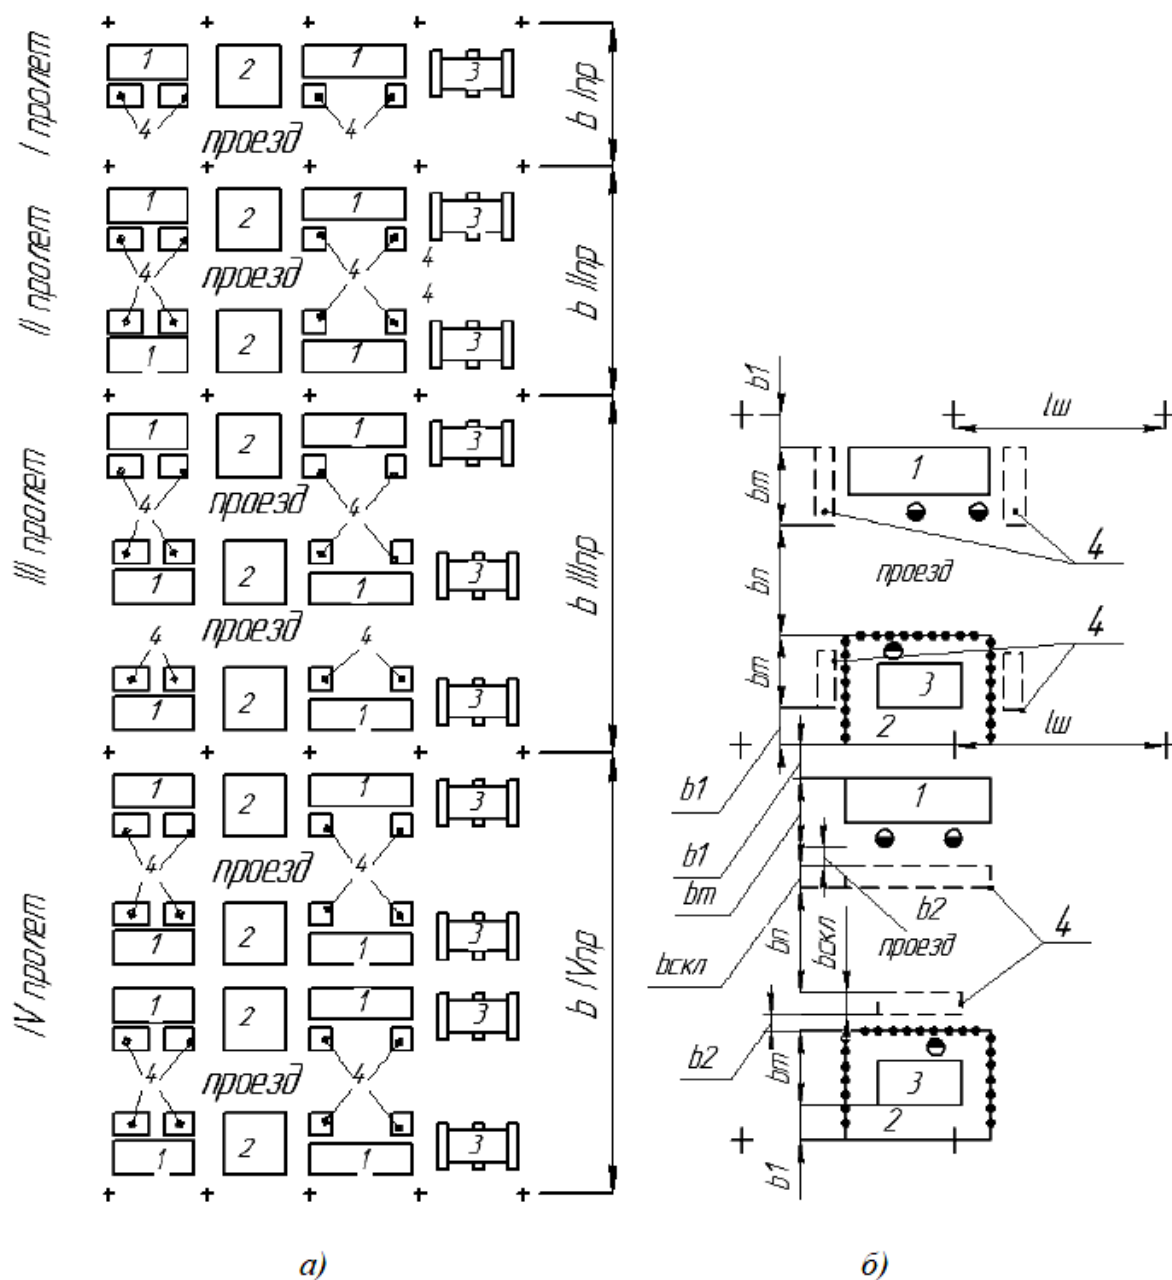 I пролет
1 2 1 3
4 4
проезд
b Iпр
II пролет
1 2 1 3
4
4 проезд 4
4
1 2 1 3
b IIпр
III пролет
1 2 1 3
4 4
проезд
1 2 1 3
проезд
4 4
1 2 1 3
b IIIпр
IV пролет
1 2 1 3
4 4
проезд
1 2 1 3
1 2 1 3
4 4
проезд
1 2 1 3
b IVпр
а)
b1
lш
1
bт
4
проезд
bп
4
bт
3
2
lш
b1
1
b1
bт
b2
4
bп
bскл
проезд
bскл
b2
bт
3
2
b1
б)